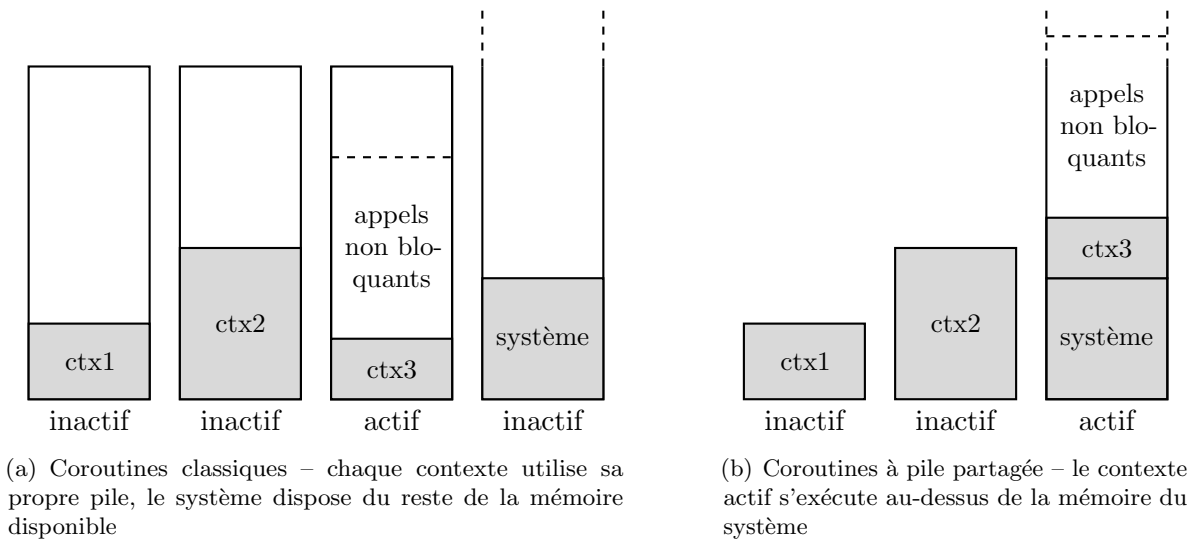 ctx1
inactif
ctx2
inactif
appels
non blo-
quants
ctx3
actif
système
inactif
(a) Coroutines classiques – chaque contexte utilise sa
propre pile, le système dispose du reste de la mémoire
disponible
ctx1
inactif
ctx2
inactif
appels
non blo-
quants
ctx3
système
actif
(b) Coroutines à pile partagée – le contexte
actif s'exécute au-dessus de la mémoire du
système